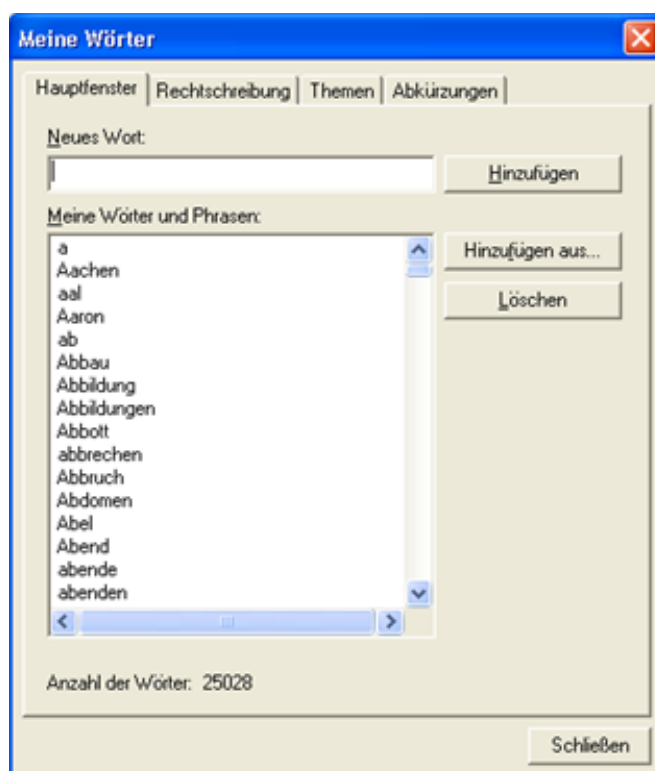 Meine Wörter
Hauptfenster Rechtschreibung Themen Abkürzungen
Neues Wort:
Hinzufügen
Meine Wörter und Phrasen:
a
Aachen
aal
Aaron
ab
Abbau
Abbildung
Abbildungen
Abbott
abbrechen
Abbruch
Abdomen
Abel
Abend
abende
abenden
Hinzufügen aus...
Löschen
Anzahl der Wörter: 25028
Schließen